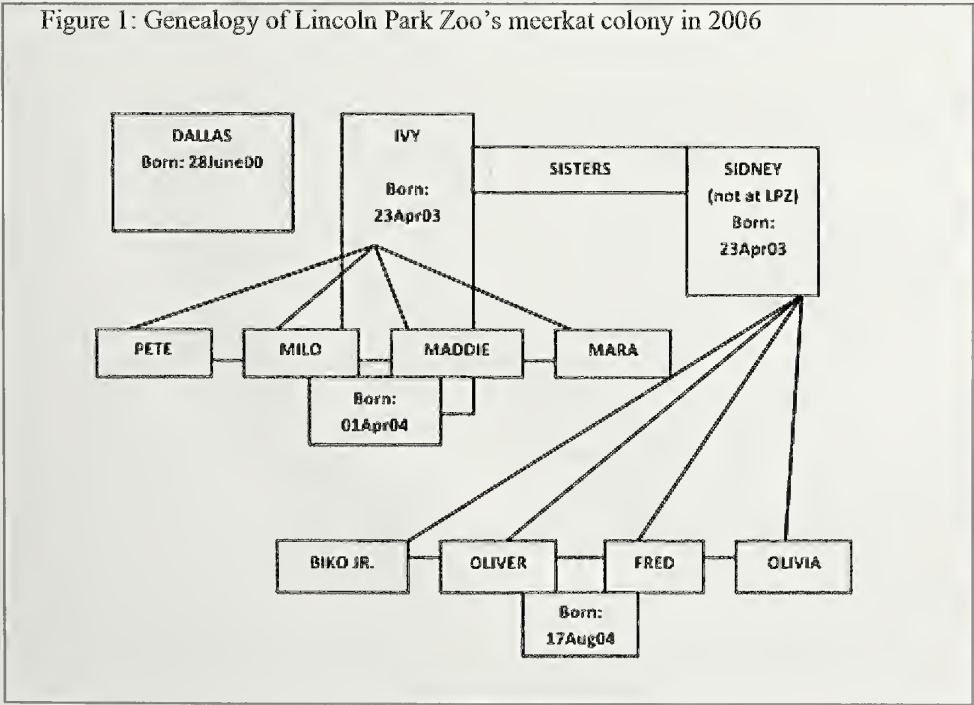 Figure 1: Genealogy of Lincoln Park Zoo's meerkat colony in 2006
DALLAS
Born: 28June00
IVY
Born:
23Apr03
SISTERS
SIDNEY
(not at LPZ)
Born:
23Apr03
PETE
MILO
MADDIE
MARA
Born:
01Apr04
BIKO JR.
OLIVER
FRED
OLIVIA
Born:
17Aug04